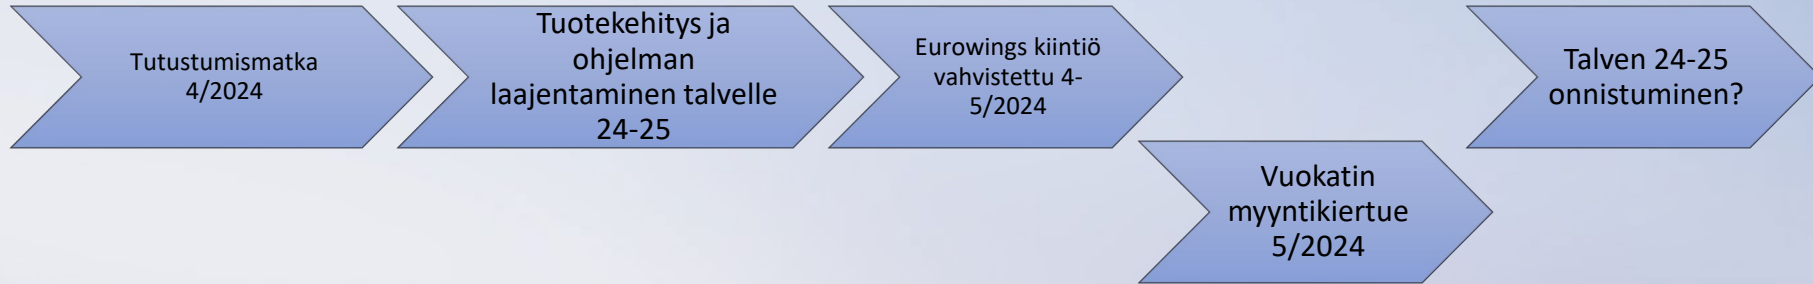 Tutustumismatka
4/2024
Tuotekehitys ja
ohjelman
laajentaminen talvelle
24-25
Eurowings kiintiö
vahvistettu 4-
5/2024
Vuokatin
myyntikiertue
5/2024
Talven 24-25
onnistuminen?